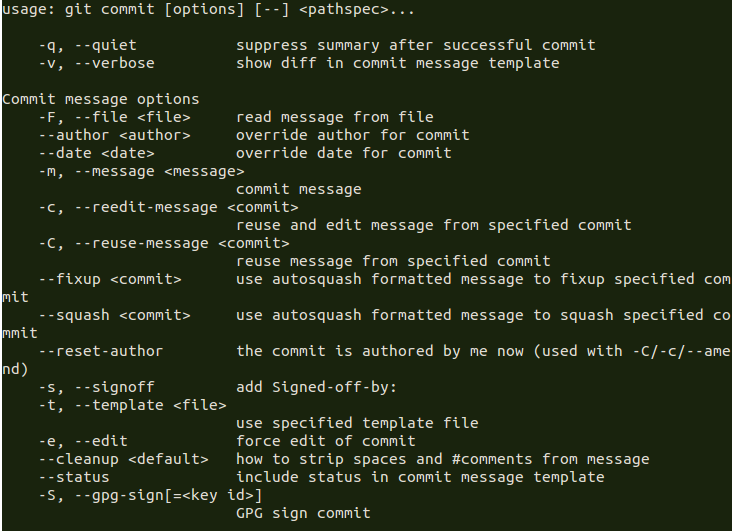 usage: git commit [options] [--] <pathspec>...

    -q, --quiet           suppress summary after successful commit
    -v, --verbose         show diff in commit message template

Commit message options
    -F, --file <file>     read message from file
    --author <author>     override author for commit
    --date <date>         override date for commit
    -m, --message <message>
                          commit message
    -c, --reedit-message <commit>
                          reuse and edit message from specified commit
    -C, --reuse-message <commit>
                          reuse message from specified commit
    --fixup <commit>      use autosquash formatted message to fixup specified com
mit
    --squash <commit>     use autosquash formatted message to squash specified co
mmit
    --reset-author        the commit is authored by me now (used with -C/-c/--ame
nd)
    -s, --signoff         add Signed-off-by:
    -t, --template <file>
                          use specified template file
    -e, --edit            force edit of commit
    --cleanup <default>   how to strip spaces and #comments from message
    --status              include status in commit message template
    -S, --gpg-sign[=<key id>]
                          GPG sign commit